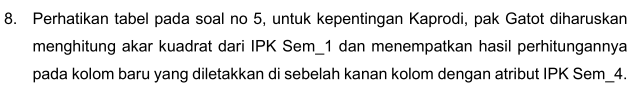 8. Perhatikan tabel pada soal no 5, untuk kepentingan Kaprodi, pak Gatot diharuskan
menghitung akar kuadrat dari IPK Sem_1 dan menempatkan hasil perhitungannya
pada kolom baru yang diletakkan di sebelah kanan kolom dengan atribut IPK Sem_4.